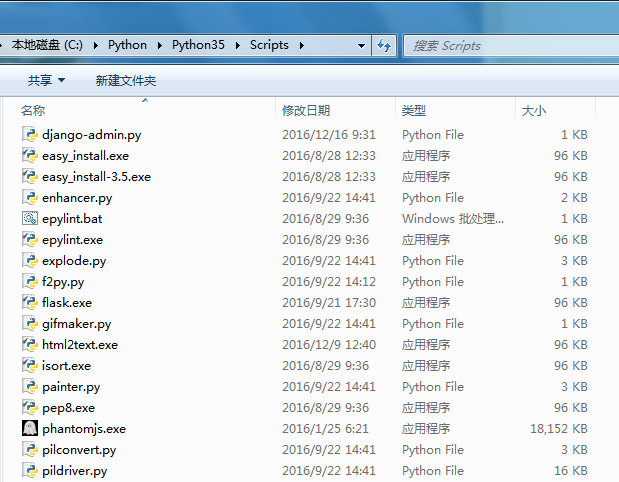 本地磁盘 (C:) Python Python35 Scripts 搜索 Scripts
共享 新建文件夹
名称 修改日期 类型 大小
django-admin.py 2016/12/16 9:31 Python File 1 KB
easy_install.exe 2016/8/28 12:33 应用程序 96 KB
easy_install-3.5.exe 2016/8/28 12:33 应用程序 96 KB
enhancer.py 2016/9/22 14:41 Python File 2 KB
epylint.bat 2016/8/29 9:36 Windows 批处理... 1 KB
epylint.exe 2016/8/29 9:36 应用程序 96 KB
explode.py 2016/9/22 14:41 Python File 3 KB
f2py.py 2016/9/22 14:12 Python File 1 KB
flask.exe 2016/9/21 17:30 应用程序 96 KB
gifmaker.py 2016/9/22 14:41 Python File 1 KB
html2text.exe 2016/12/9 12:40 应用程序 96 KB
isort.exe 2016/8/29 9:36 应用程序 96 KB
painter.py 2016/9/22 14:41 Python File 3 KB
pep8.exe 2016/8/29 9:36 应用程序 96 KB
phantomjs.exe 2016/1/25 6:21 应用程序 18,152 KB
pilconvert.py 2016/9/22 14:41 Python File 3 KB
pildriver.py 2016/9/22 14:41 Python File 16 KB